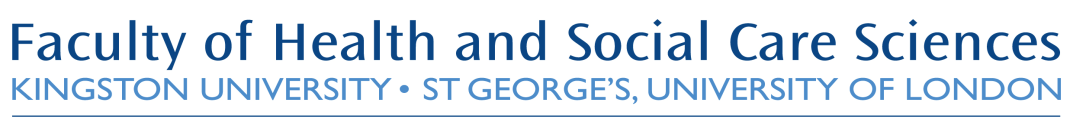 Faculty of Health and Social Care Sciences
KINGSTON UNIVERSITY • ST GEORGE'S, UNIVERSITY OF LONDON